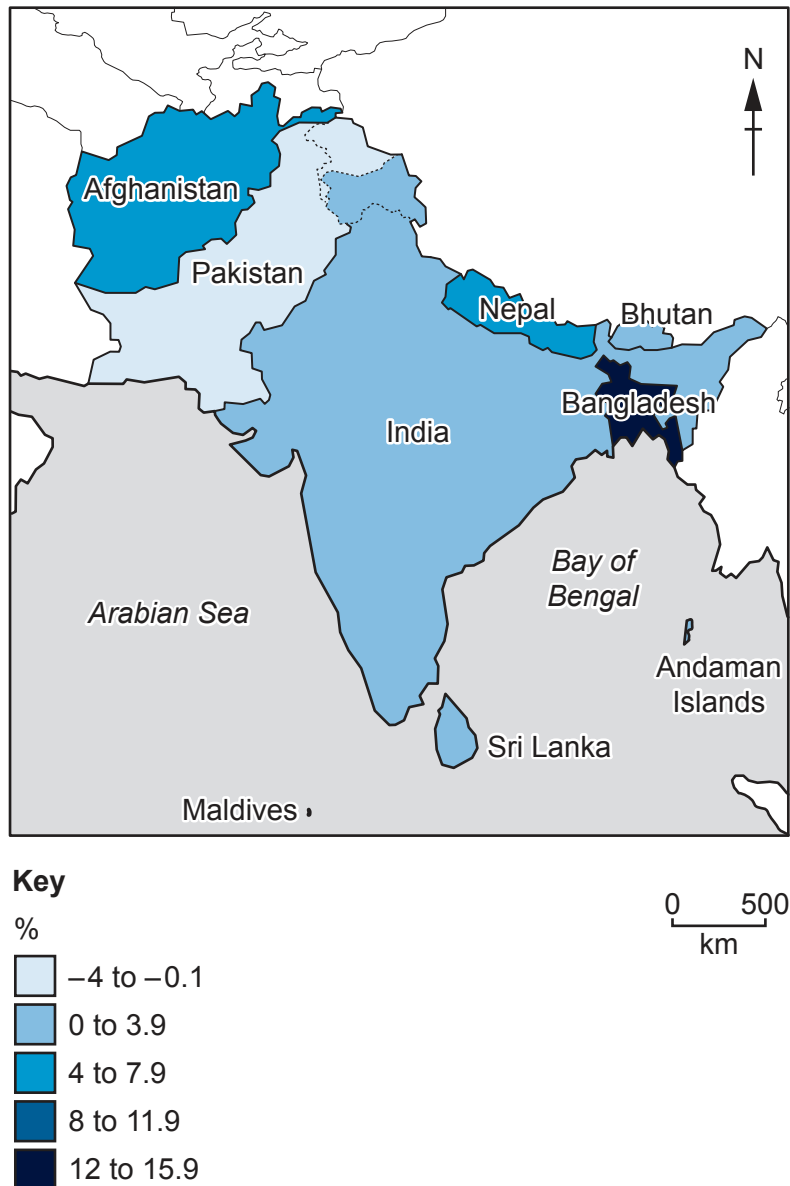 N
Afghanistan
Pakistan
Nepal
Bhutan
Bangladesh
India
Bay of
Bengal
Arabian Sea
Andaman
Islands
Sri Lanka
Maldives
Key
%
–4 to –0.1
0 to 3.9
4 to 7.9
8 to 11.9
12 to 15.9
0 500
km